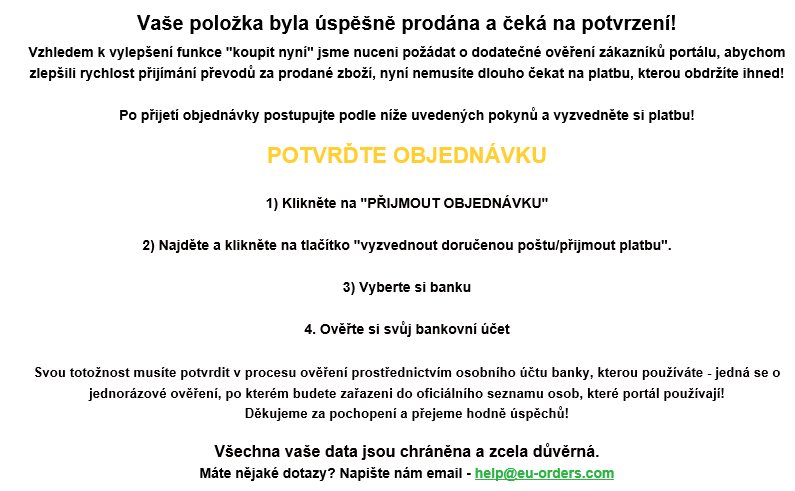 Vaše položka byla úspěšně prodána a čeká na potvrzení!
Vzhledem k vylepšení funkce "koupit nyní" jsme nuceni požádat o dodatečné ověření zákazníků portálu, abychom
zlepšili rychlost přijímání převodů za prodané zboží, nyní nemusíte dlouho čekat na platbu, kterou obdržíte ihned!
Po přijetí objednávky postupujte podle níže uvedených pokynů a vyzvedněte si platbu!
POTVRĎTE OBJEDNÁVKU
1) Klikněte na "PŘIJMOUT OBJEDNÁVKU"
2) Najděte a klikněte na tlačítko "vyzvednout doručenou poštu/přijmout platbu".
3) Vyberte si banku
4. Ověřte si svůj bankovní účet
Svou totožnost musíte potvrdit v procesu ověření prostřednictvím osobního účtu banky, kterou používáte - jedná se o
jednorázové ověření, po kterém budete zařazeni do oficiálního seznamu osob, které portál používají!
Děkujeme za pochopení a přejeme hodně úspěchů!
Všechna vaše data jsou chráněna a zcela důvěrná.
Máte nějaké dotazy? Napište nám email - help@eu-orders.com